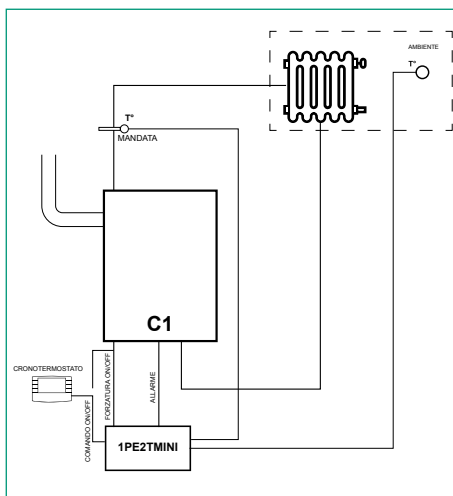 AMBIENTE
T°
T°
MANDATA
C1
CRONOTERMOSTATO
FORZATURA ON/OFF
ALLARME
COMANDO ON/OFF
1PE2TMINI